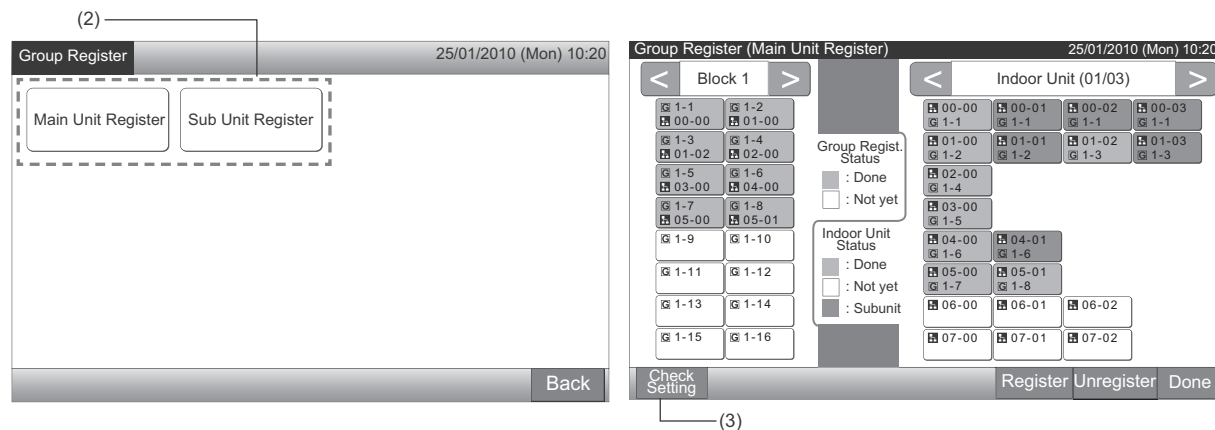 (2)
Group Register
25/01/2010 (Mon) 10:20
Main Unit Register
Sub Unit Register
Back
Group Register (Main Unit Register)
25/01/2010 (Mon) 10:20
<
Block 1
>
<
Indoor Unit (01/03)
>
G 1-1
00-00
G 1-2
01-00
G 1-3
01-02
G 1-4
02-00
G 1-5
03-00
G 1-6
04-00
G 1-7
05-00
G 1-8
05-01
G 1-9
G 1-10
G 1-11
G 1-12
G 1-13
G 1-14
G 1-15
G 1-16
Group Regist.
Status
: Done
: Not yet
Indoor Unit
Status
: Done
: Not yet
: Subunit
00-00
G 1-1
00-01
G 1-1
00-02
G 1-1
00-03
G 1-1
01-00
G 1-2
01-01
G 1-2
01-02
G 1-3
01-03
G 1-3
02-00
G 1-4
03-00
G 1-5
04-00
G 1-6
04-01
G 1-6
05-00
G 1-7
05-01
G 1-8
06-00
06-01
06-02
07-00
07-01
07-02
Check
Setting
Register
Unregister
Done
(3)